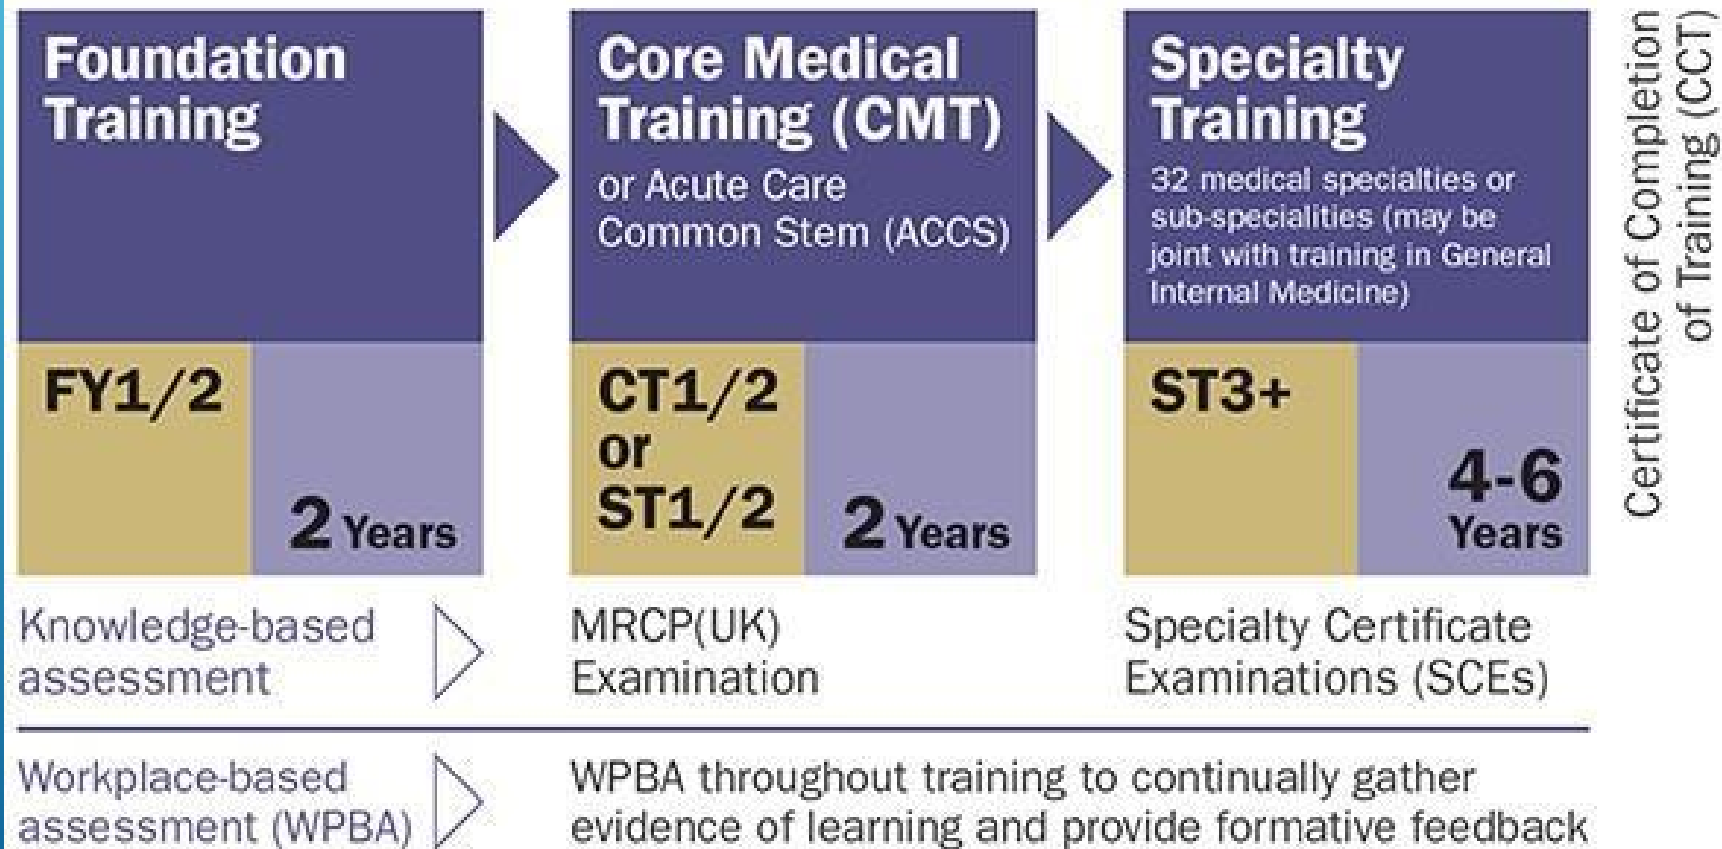 Foundation
Training
FY1/2
2 Years
Core Medical
Training (CMT)
or Acute Care
Common Stem (ACCS)
CT1/2
or
ST1/2
2 Years
Specialty
Training
32 medical specialties or
sub-specialities (may be
joint with training in General
Internal Medicine)
ST3+
4-6
Years
Certificate of Completion
of Training (CCT)
Knowledge-based
assessment
MRCP(UK)
Examination
Specialty Certificate
Examinations (SCEs)
Workplace-based
assessment (WPBA)
WPBA throughout training to continually gather
evidence of learning and provide formative feedback